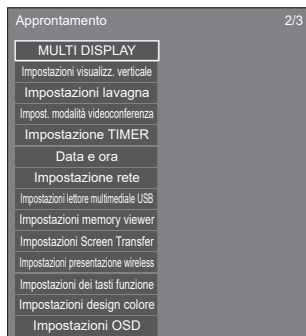 Approntamento 2/3
MULTI DISPLAY
Impostazioni visualizz. verticale
Impostazioni lavagna
Impost. modalità videoconferenza
Impostazione TIMER
Data e ora
Impostazione rete
Impostazioni lettore multimediale USB
Impostazioni memory viewer
Impostazioni Screen Transfer
Impostazioni presentazione wireless
Impostazioni dei tasti funzione
Impostazioni design colore
Impostazioni OSD